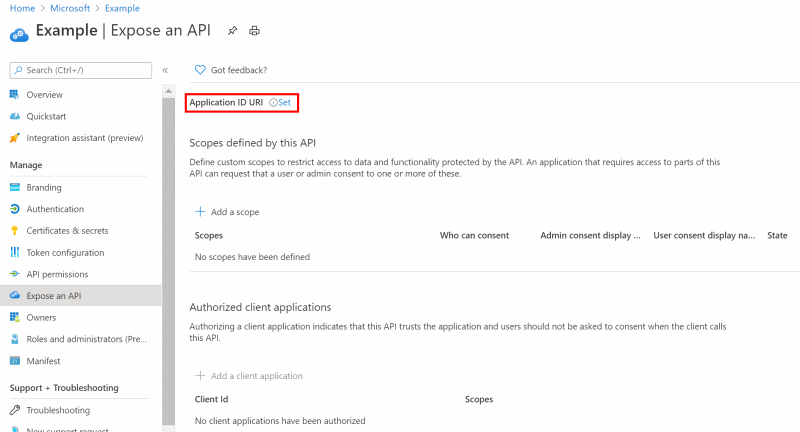 Home > Microsoft > Example
Example | Expose an API
Search (Ctrl+/)
«
Overview
Quickstart
Integration assistant (preview)
Manage
Branding
Authentication
Certificates & secrets
Token configuration
API permissions
Expose an API
Owners
Roles and administrators (Pre...
Manifest
Support + Troubleshooting
Troubleshooting
New support request
Got feedback?
Application ID URI Set
Scopes defined by this API
Define custom scopes to restrict access to data and functionality protected by the API. An application that requires access to parts of this
API can request that a user or admin consent to one or more of these.
+ Add a scope
Scopes Who can consent Admin consent display ... User consent display na... State
No scopes have been defined
Authorized client applications
Authorizing a client application indicates that this API trusts the application and users should not be asked to consent when the client calls
this API.
+ Add a client application
Client Id Scopes
No client applications have been authorized